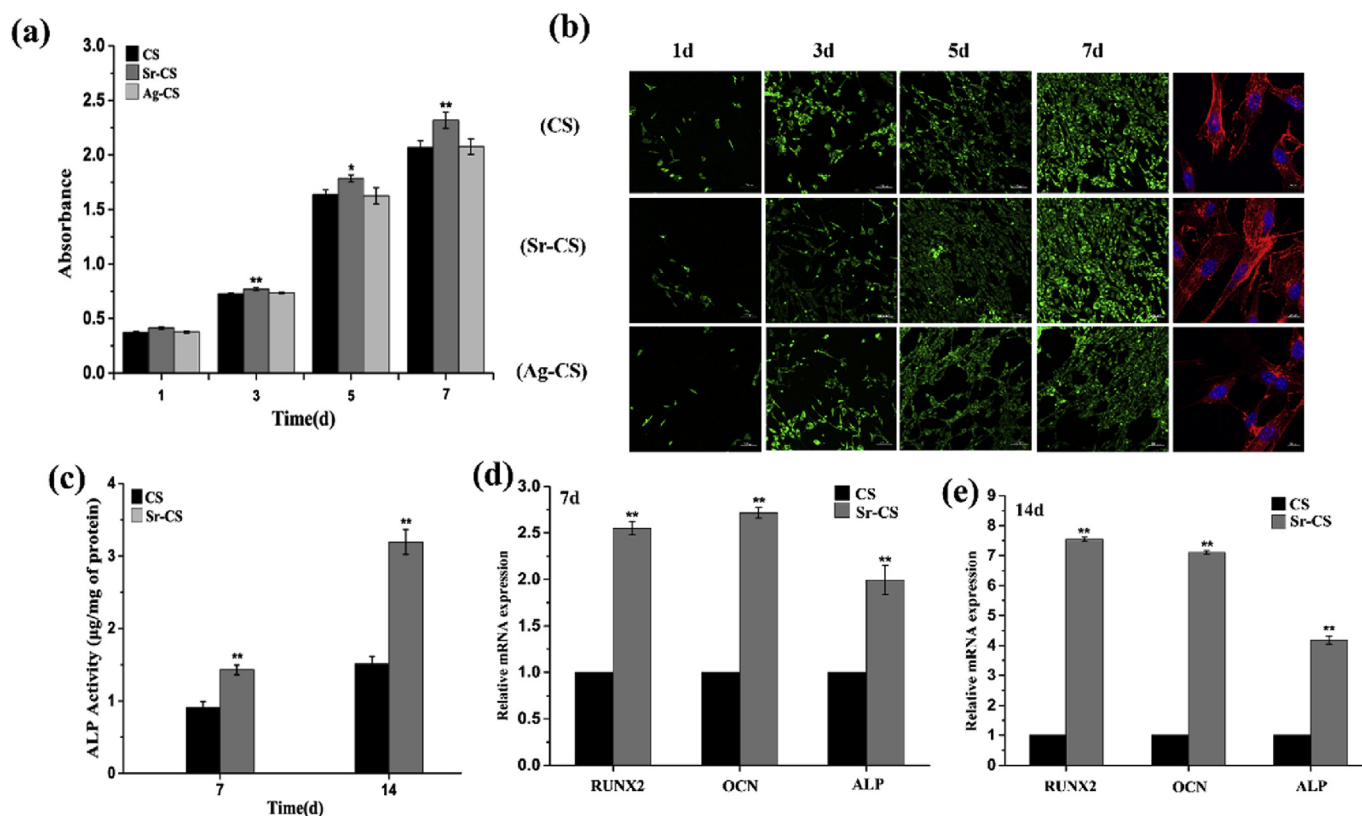 (a)
3.0
2.5
2.0
1.5
1.0
0.5
0.0
Absorbance
CS
Sr-CS
Ag-CS
**
*
**
1
3
5
7
Time(d)
(b)
1d
3d
5d
7d
(CS)
(Sr-CS)
(Ag-CS)
(c)
4
3
2
1
0
ALP Activity (µg/mg of protein)
CS
Sr-CS
**
**
7
14
Time(d)
(d)
3.0
2.5
2.0
1.5
1.0
0.5
0.0
Relative mRNA expression
7d
CS
Sr-CS
**
**
**
RUNX2
OCN
ALP
(e)
9
8
7
6
5
4
3
2
1
0
Relative mRNA expression
14d
CS
Sr-CS
**
**
**
RUNX2
OCN
ALP